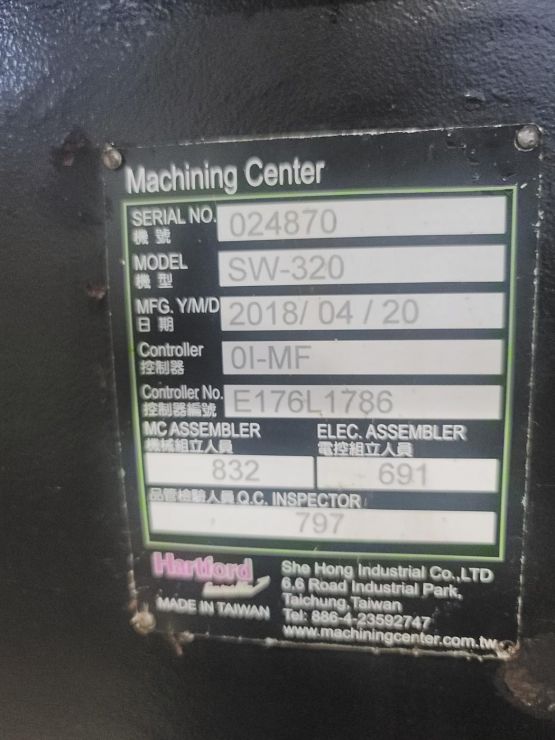 Machining Center
SERIAL NO. 024870
機 號
MODEL SW-320
機 型
MFG. Y/M/D 2018/ 04 / 20
日 期
Controller 0I-MF
控制器
Controller No. E176L1786
控制器編號
MC ASSEMBLER ELEC. ASSEMBLER
機械組立人員 電控組立人員
832 691
品管檢驗人員 Q.C. INSPECTOR
797
Hartford
MADE IN TAIWAN
She Hong Industrial Co.,LTD
6.6 Road Industrial Park,
Taichung,Taiwan
Tel: 886-4-23592747
www.machiningcenter.com.tw